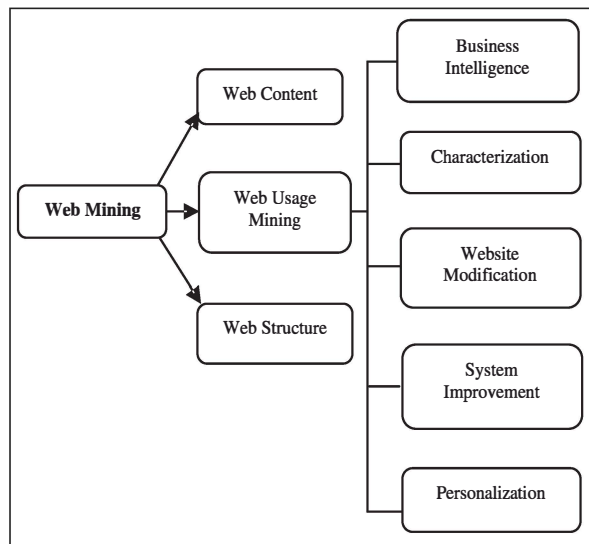 Web Mining
Web Content
Web Usage
Mining
Web Structure
Business
Intelligence
Characterization
Website
Modification
System
Improvement
Personalization